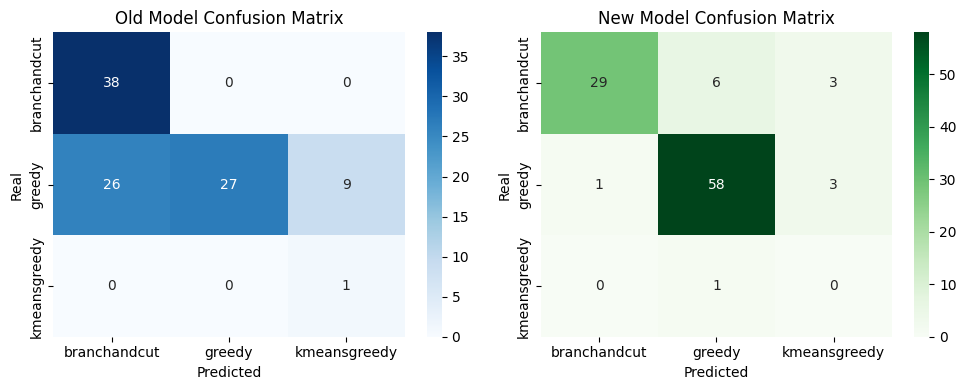 Old Model Confusion Matrix
Real
branchandcut
greedy
kmeansgreedy
38 0 0
26 27 9
0 0 1
branchandcut greedy kmeansgreedy
Predicted
35
30
25
20
15
10
5
0
New Model Confusion Matrix
Real
branchandcut
greedy
kmeansgreedy
29 6 3
1 58 3
0 1 0
branchandcut greedy kmeansgreedy
Predicted
50
40
30
20
10
0